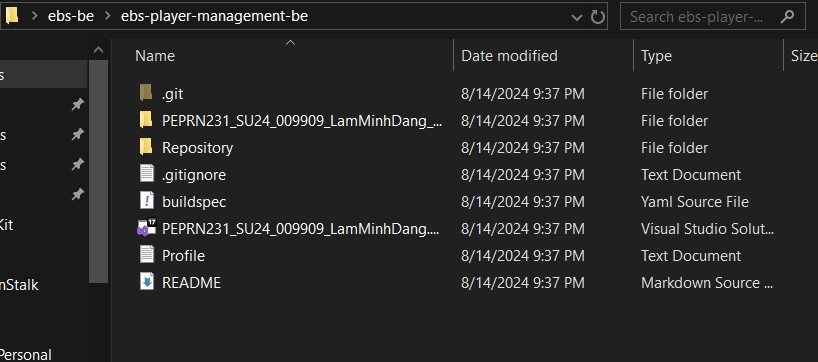 ebs-be > ebs-player-management-be Search ebs-player-...
Name Date modified Type Size
.git 8/14/2024 9:37 PM File folder
PEPRN231_SU24_009909_LamMinhDang_... 8/14/2024 9:37 PM File folder
Repository 8/14/2024 9:37 PM File folder
.gitignore 8/14/2024 9:37 PM Text Document
buildspec 8/14/2024 9:37 PM Yaml Source File
PEPRN231_SU24_009909_LamMinhDang.... 8/14/2024 9:37 PM Visual Studio Solut...
Profile 8/14/2024 9:37 PM Text Document
README 8/14/2024 9:37 PM Markdown Source ...
s
s
s
Kit
nStalk
Personal